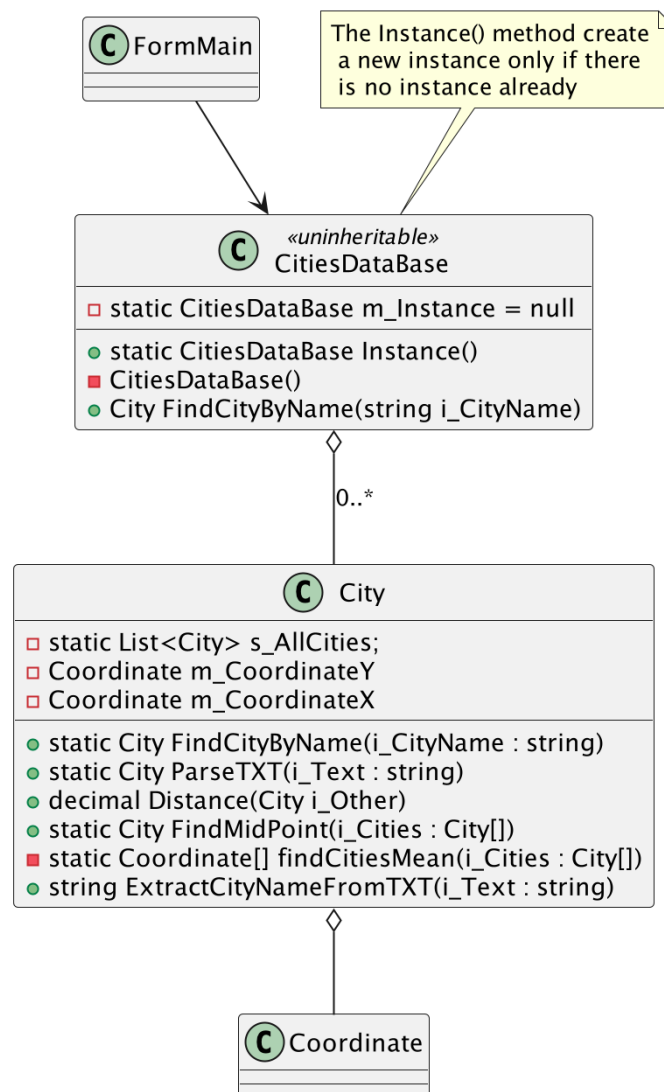 C FormMain
The Instance() method create
a new instance only if there
is no instance already
C «uninheritable»
CitiesDataBase
static CitiesDataBase m_Instance = null
static CitiesDataBase Instance()
CitiesDataBase()
City FindCityByName(string i_CityName)
0..*
C City
static List<City> s_AllCities;
Coordinate m_CoordinateY
Coordinate m_CoordinateX
static City FindCityByName(i_CityName : string)
static City ParseTXT(i_Text : string)
decimal Distance(City i_Other)
static City FindMidPoint(i_Cities : City[])
static Coordinate[] findCitiesMean(i_Cities : City[])
string ExtractCityNameFromTXT(i_Text : string)
C Coordinate